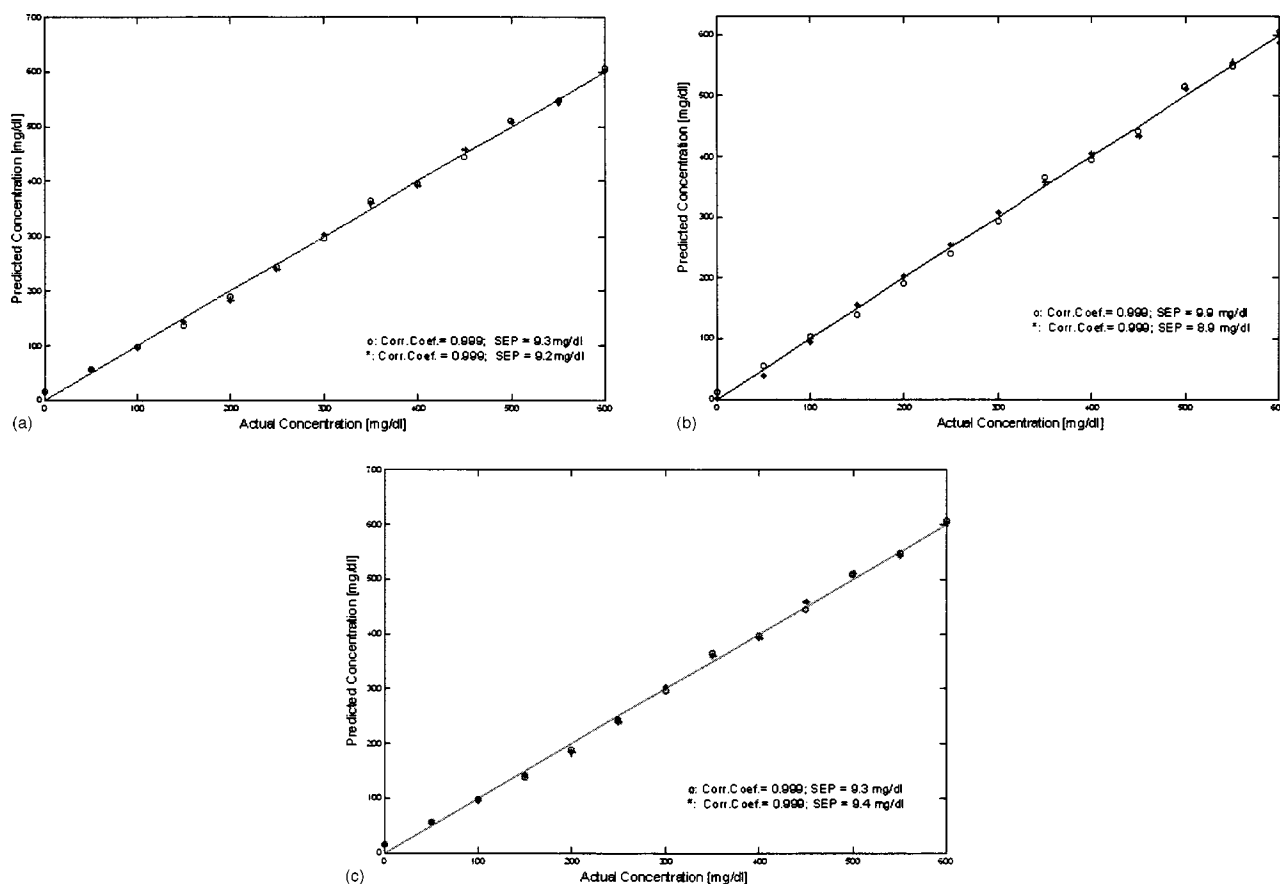 700
600
500
400
300
200
100
0
Predicted Concentration [mg/dl]
o: Corr.Coef.= 0.999; SEP = 9.3mg/dl
*: Corr.Coef.= 0.999; SEP = 9.2mg/dl
0 100 200 300 400 500 600
Actual Concentration [mg/dl]
(a)
600
500
400
300
200
100
0
Predicted Concentration [mg/dl]
o: Corr.Coef.= 0.999; SEP = 9.9 mg/dl
*: Corr.Coef.= 0.999; SEP = 8.9 mg/dl
0 100 200 300 400 500 600
Actual Concentration [mg/dl]
(b)
700
600
500
400
300
200
100
0
Predicted Concentration [mg/dl]
o: Corr.Coef.= 0.999; SEP = 9.3 mg/dl
*: Corr.Coef.= 0.999; SEP = 9.4 mg/dl
0 100 200 300 400 500 600
Actual Concentration [mg/dl]
(c)